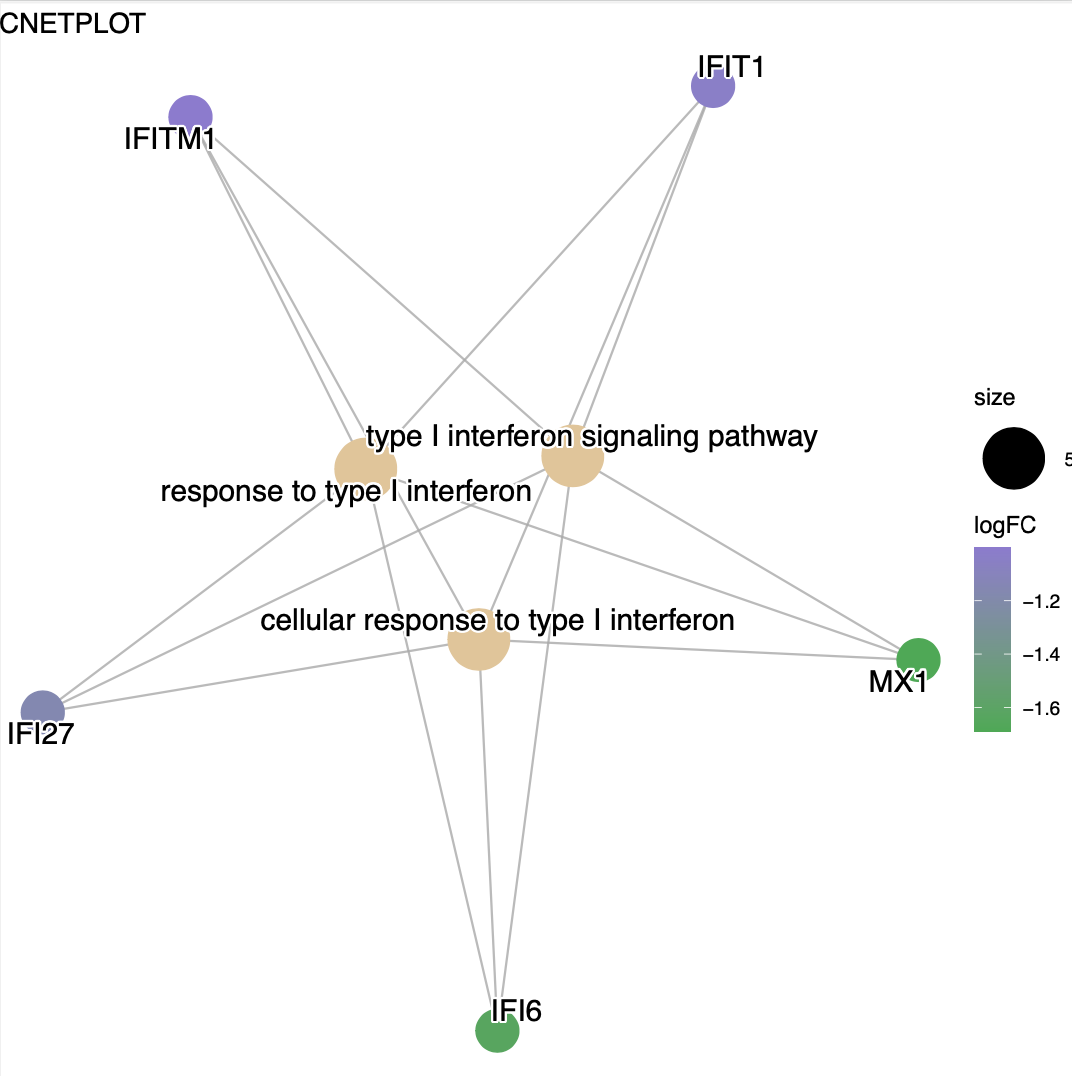 CNETPLOT
IFIT1
IFITM1
size
5
type I interferon signaling pathway
response to type I interferon
logFC
−1.2
−1.4
−1.6
cellular response to type I interferon
MX1
IFI27
IFI6